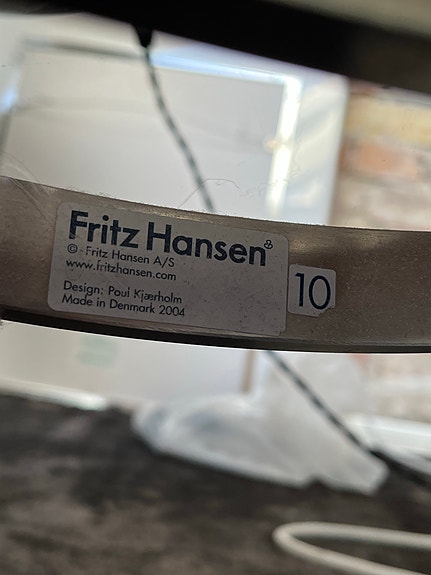 Fritz Hansen
© Fritz Hansen A/S
www.fritzhansen.com
Design: Poul Kjærholm
Made in Denmark 2004
10